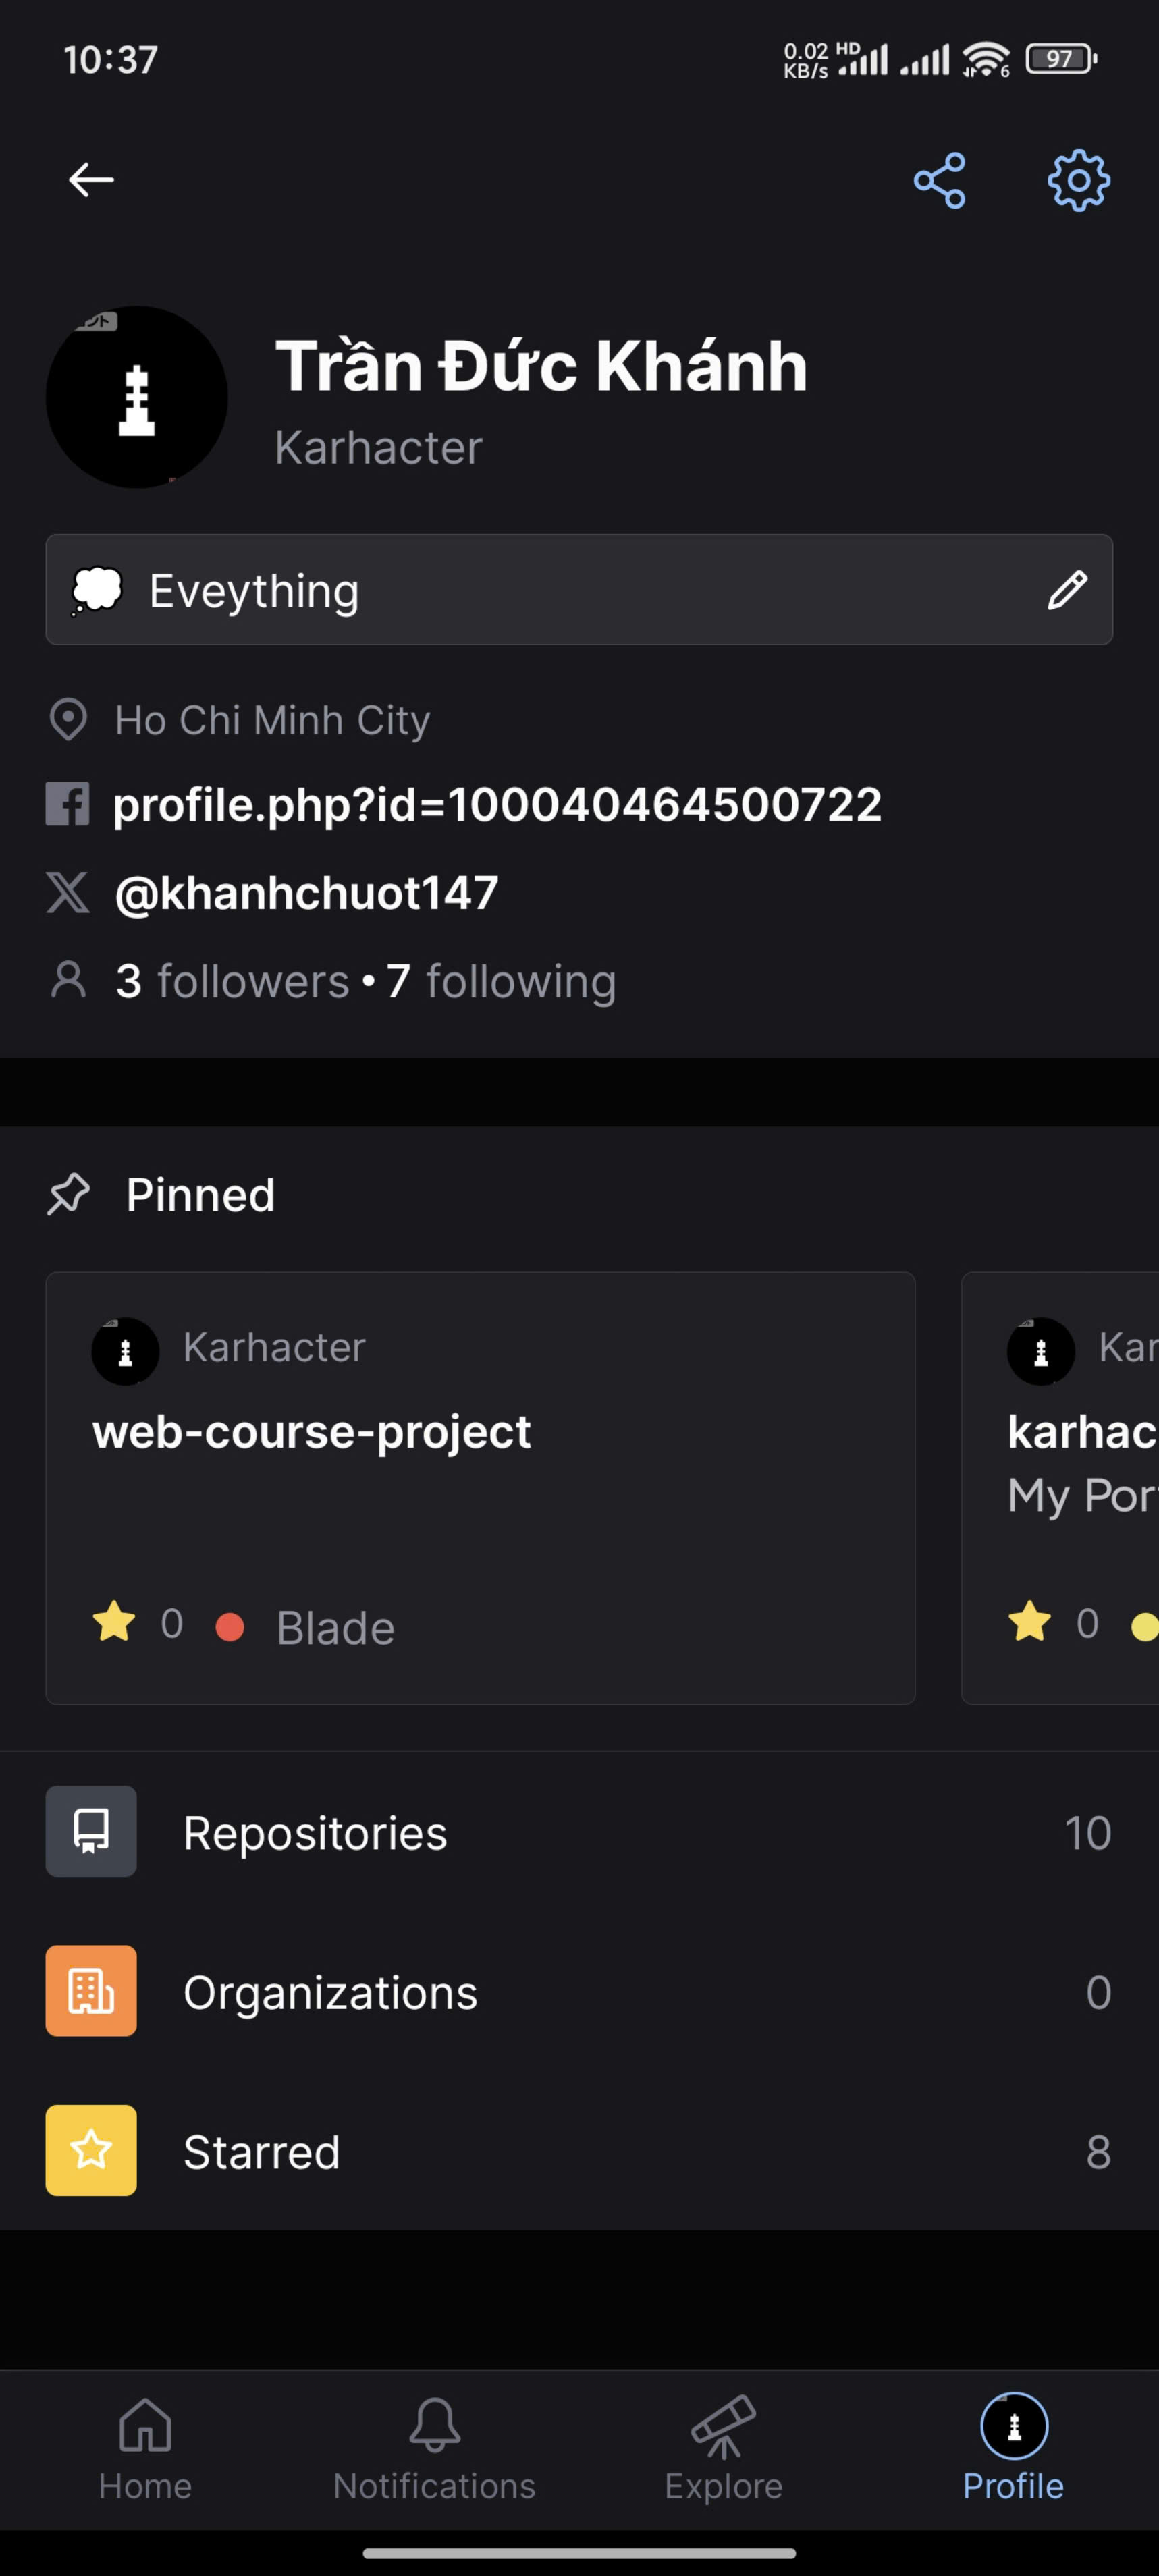 10:37
0.02 KB/s HD 6 97
Trần Đức Khánh
Karhacter
Eveything
Ho Chi Minh City
profile.php?id=100040464500722
@khanhchuot147
3 followers • 7 following
Pinned
Karhacter
web-course-project
0 Blade
Kar
karhac
My Por
0
Repositories 10
Organizations 0
Starred 8
Home Notifications Explore Profile